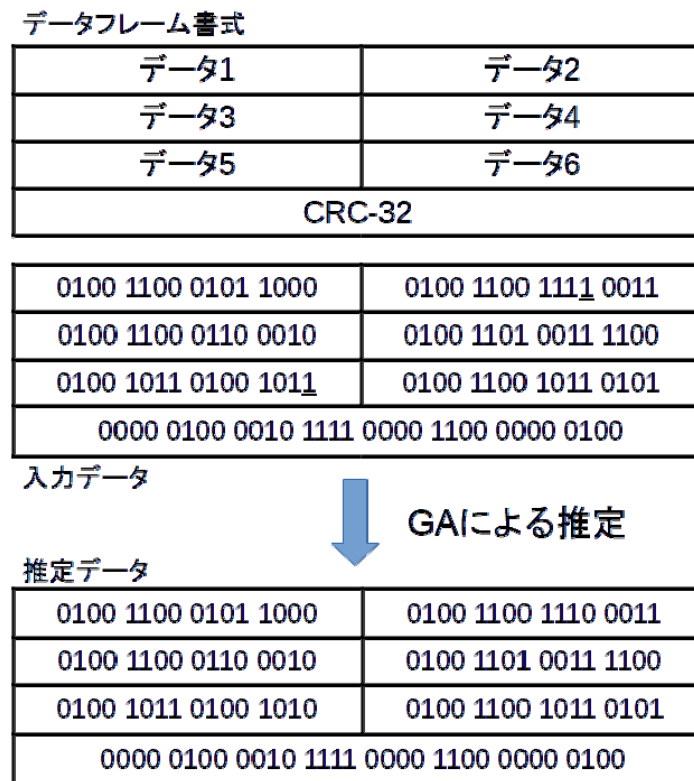 データフレーム書式
データ1 データ2
データ3 データ4
データ5 データ6
CRC-32
0100 1100 0101 1000 0100 1100 1111 0011
0100 1100 0110 0010 0100 1101 0011 1100
0100 1011 0100 1011 0100 1100 1011 0101
0000 0100 0010 1111 0000 1100 0000 0100
入力データ
GAによる推定
推定データ
0100 1100 0101 1000 0100 1100 1110 0011
0100 1100 0110 0010 0100 1101 0011 1100
0100 1011 0100 1010 0100 1100 1011 0101
0000 0100 0010 1111 0000 1100 0000 0100